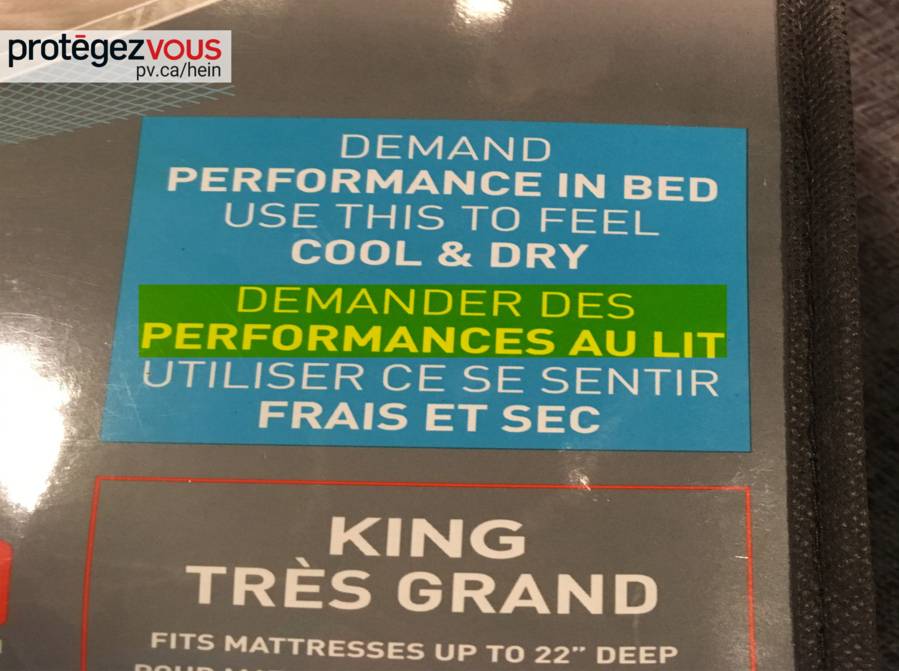 protégezvous
pv.ca/hein
DEMAND
PERFORMANCE IN BED
USE THIS TO FEEL
COOL & DRY
DEMANDER DES
PERFORMANCES AU LIT
UTILISER CE SE SENTIR
FRAIS ET SEC
KING
TRÈS GRAND
FITS MATTRESSES UP TO 22” DEEP